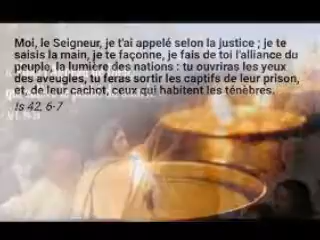 Moi, le Seigneur, je t'ai appelé selon la justice ; je te
saisis la main, je te façonne, je fais de toi l'alliance du
peuple, la lumière des nations : tu ouvriras les yeux
des aveugles, tu feras sortir les captifs de leur prison,
et, de leur cachot, ceux qui habitent les ténèbres.
Is 42, 6-7